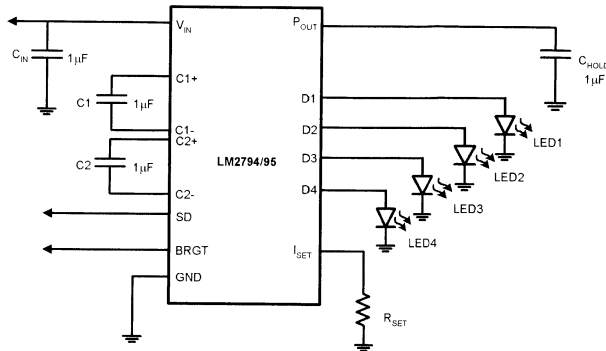 V_IN
P_OUT
C_IN
1µF
C_HOLD
1µF
C1+
C1
1µF
D1
C1-
C2+
D2
LED1
C2
1µF
LM2794/95
D3
LED2
C2-
D4
LED3
SD
LED4
BRGT
I_SET
GND
R_SET